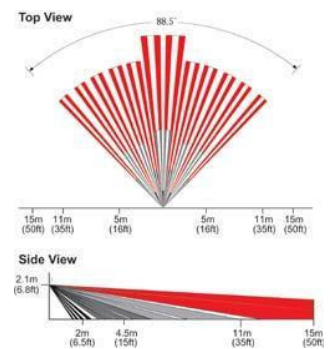 Top View
88.5°
15m 11m 5m 5m 11m 15m
(50ft) (35ft) (16ft) (16ft) (35ft) (50ft)
Side View
2.1m
(6.8ft)
2m 4.5m 11m 15m
(6.5ft) (15ft) (35ft) (50ft)